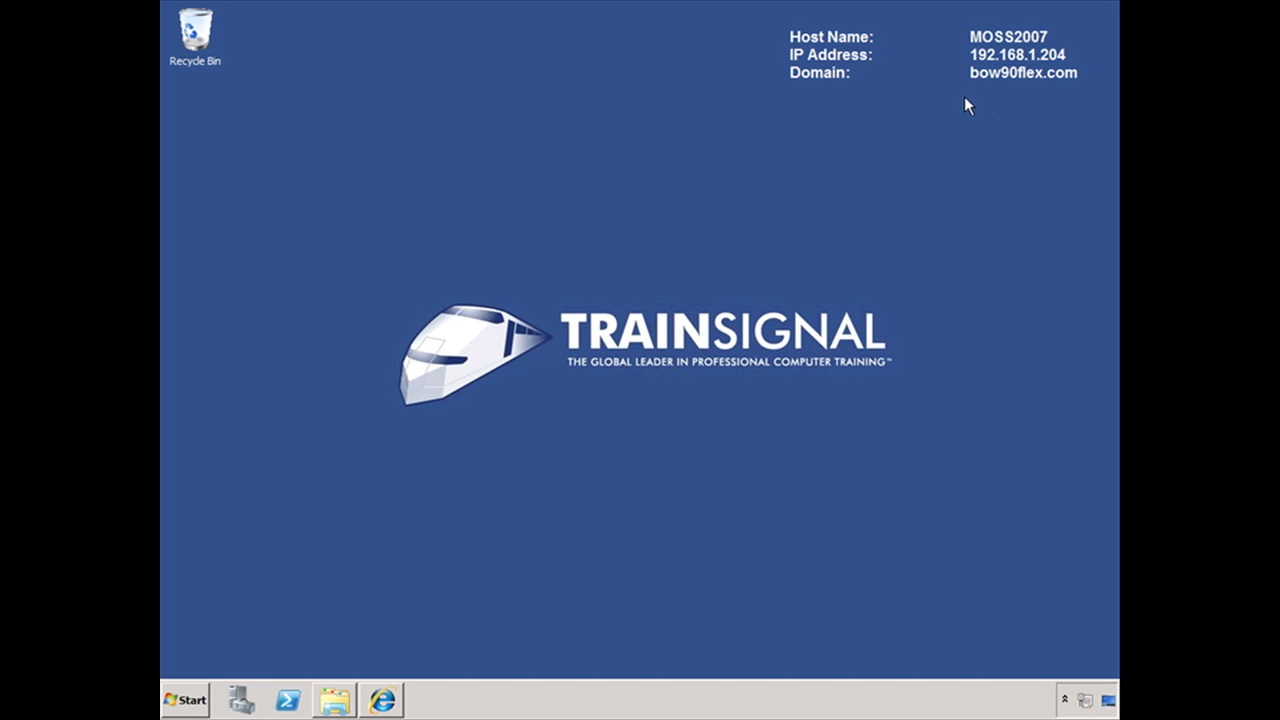 Recycle Bin
Host Name: MOSS2007
IP Address: 192.168.1.204
Domain: bow90flex.com
TRAINSIGNAL
THE GLOBAL LEADER IN PROFESSIONAL COMPUTER TRAINING™
Start